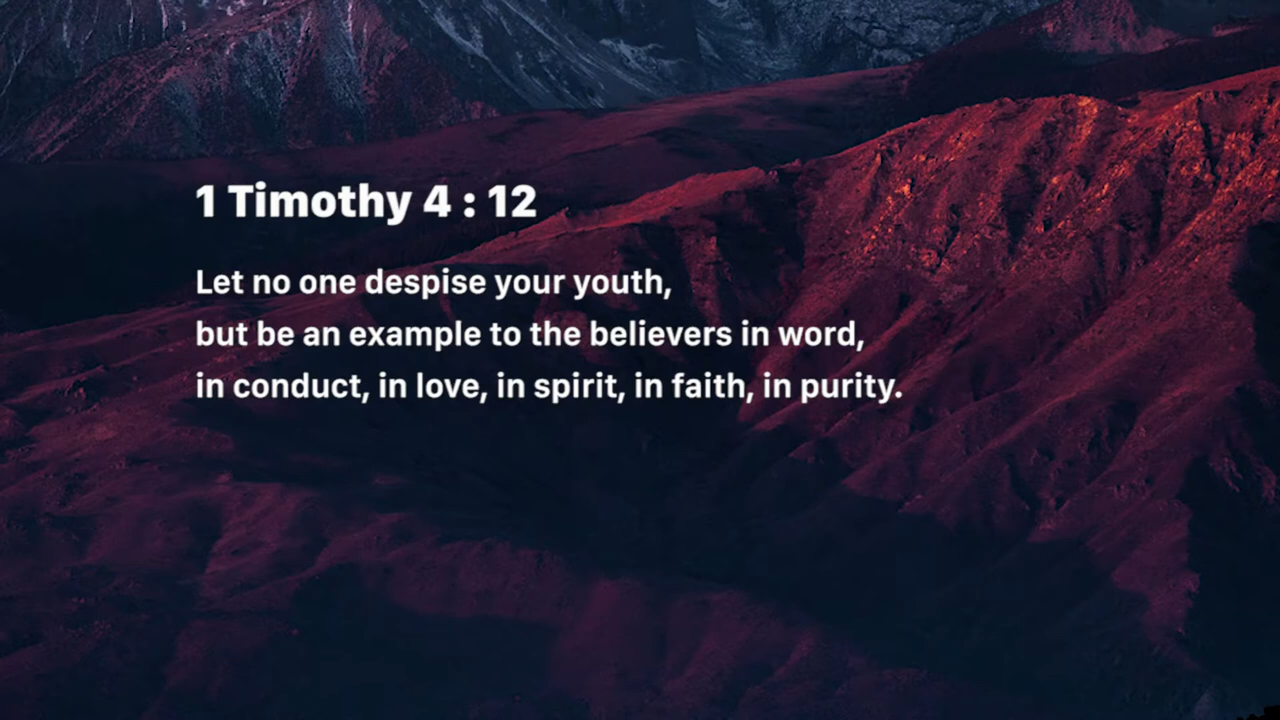 1 Timothy 4 : 12
Let no one despise your youth,
but be an example to the believers in word,
in conduct, in love, in spirit, in faith, in purity.